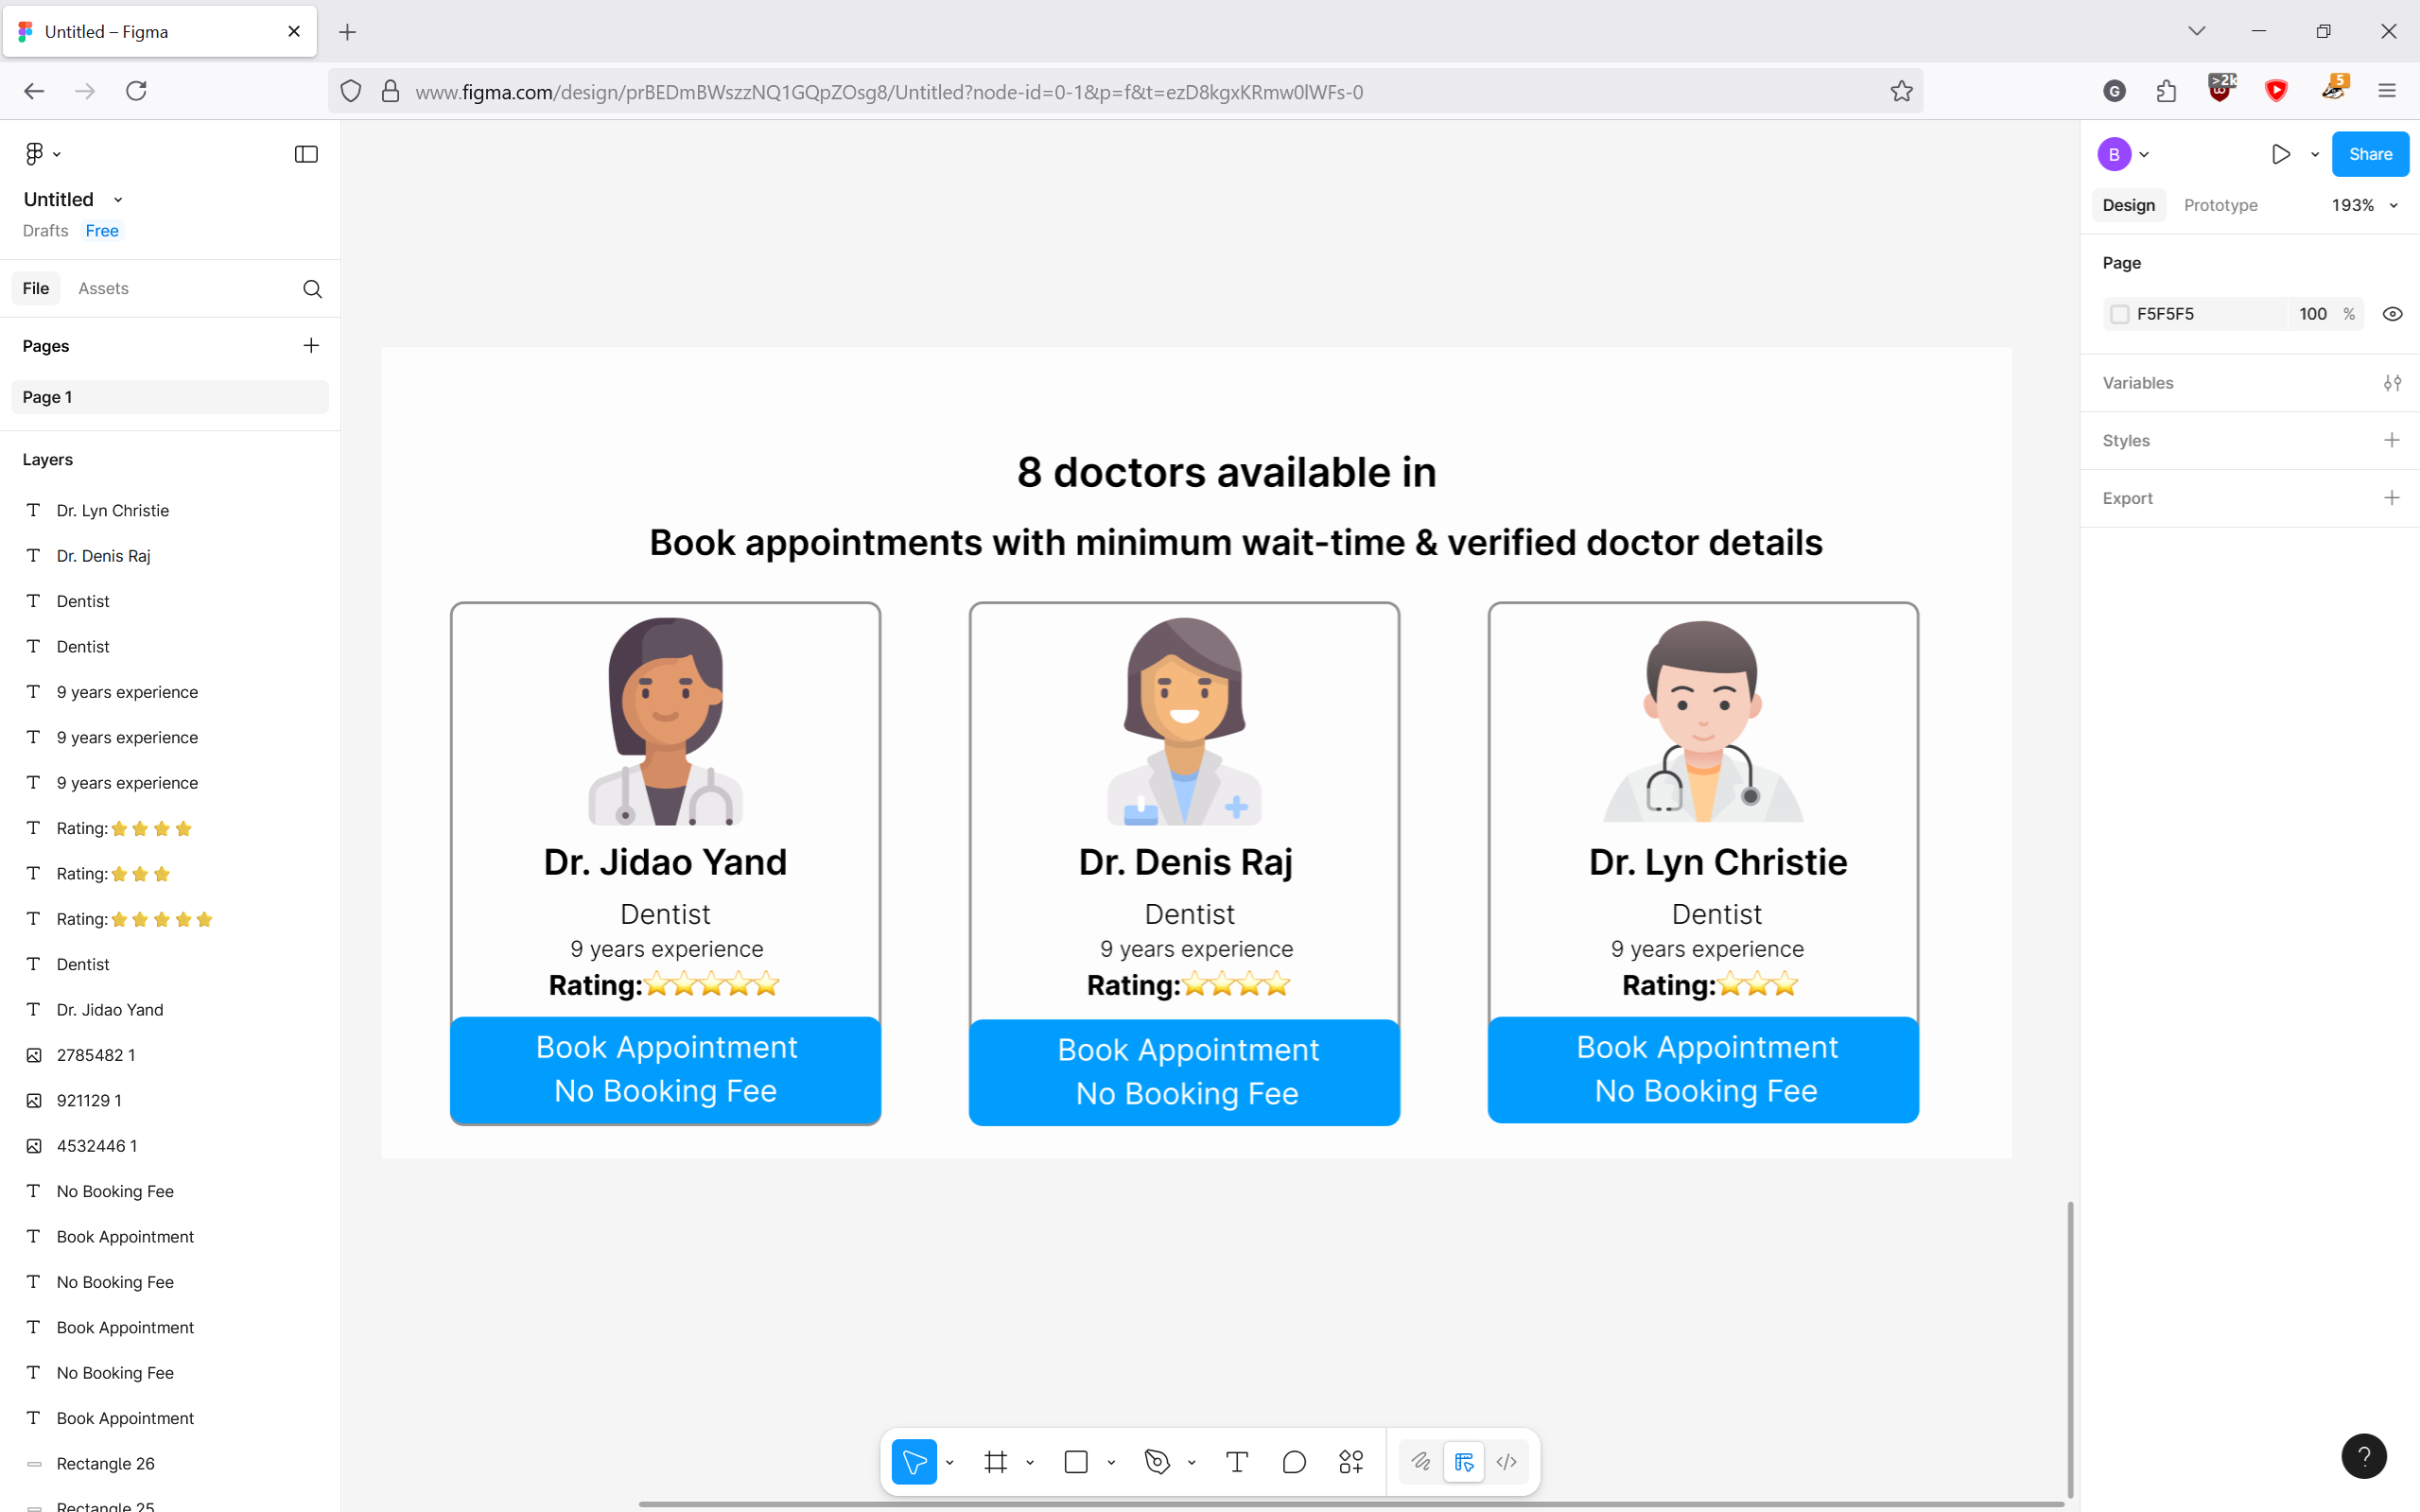 Untitled – Figma
www.figma.com/design/prBEDmBWszzNQ1GQpZOsg8/Untitled?node-id=0-1&p=f&t=ezD8kgxKRmw0lWFs-0
G
>2k
5
Untitled
Drafts Free
File Assets
Pages
Page 1
Layers
Dr. Lyn Christie
Dr. Denis Raj
Dentist
Dentist
9 years experience
9 years experience
9 years experience
Rating:⭐⭐⭐⭐
Rating:⭐⭐⭐
Rating:⭐⭐⭐⭐⭐
Dentist
Dr. Jidao Yand
2785482 1
921129 1
4532446 1
No Booking Fee
Book Appointment
No Booking Fee
Book Appointment
No Booking Fee
Book Appointment
Rectangle 26
Rectangle 25
8 doctors available in
Book appointments with minimum wait-time & verified doctor details
Dr. Jidao Yand
Dentist
9 years experience
Rating:⭐⭐⭐⭐⭐
Book Appointment
No Booking Fee
Dr. Denis Raj
Dentist
9 years experience
Rating:⭐⭐⭐⭐
Book Appointment
No Booking Fee
Dr. Lyn Christie
Dentist
9 years experience
Rating:⭐⭐⭐
Book Appointment
No Booking Fee
B
Share
Design Prototype 193%
Page
F5F5F5 100 %
Variables
Styles
Export
?